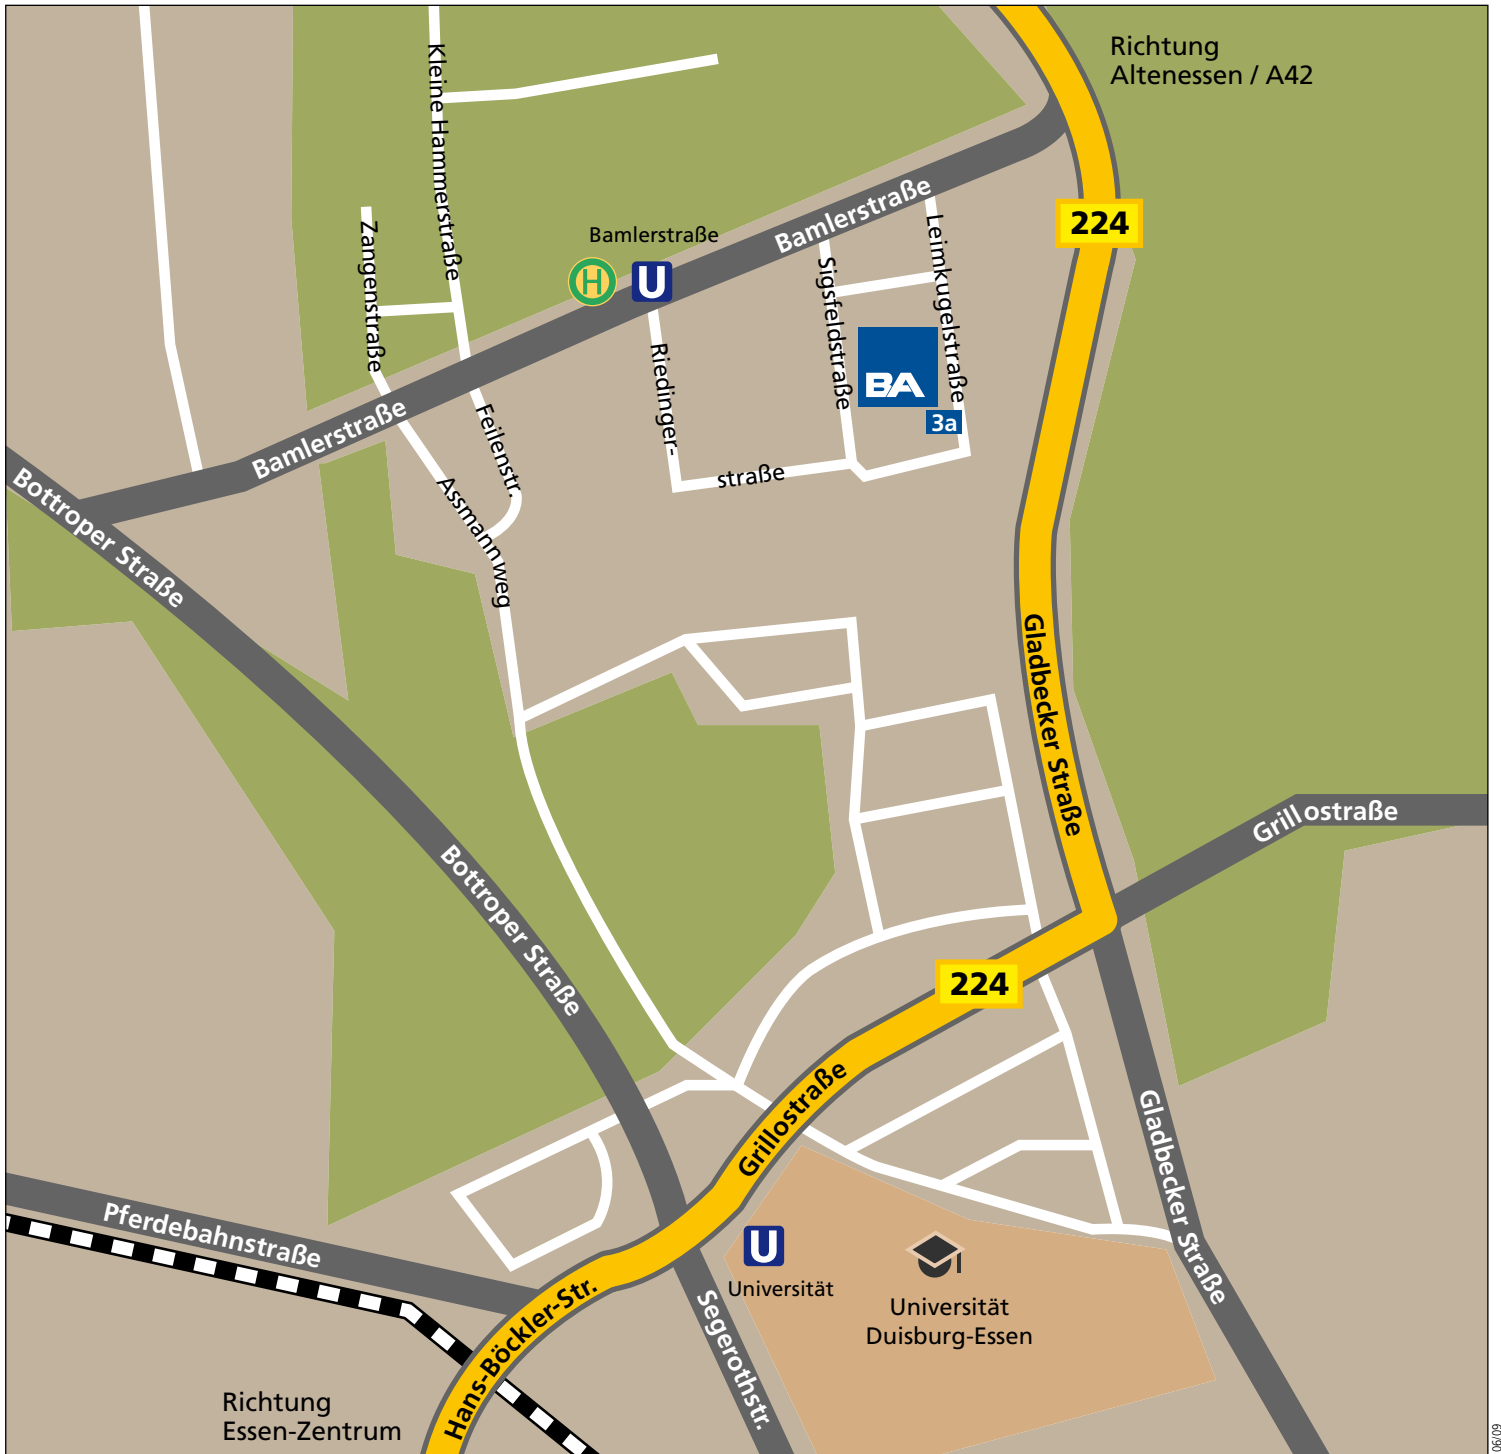 Richtung
Altenessen / A42
Kleine Hammerstraße
Zangenstraße
Bamlerstraße
H
U
Bamlerstraße
Leimkugelstraße
224
Sigsfeldstraße
Riedinger-
straße
BA
3a
Bamlerstraße
Feilenstr.
Assmannweg
Bottroper Straße
Gladbecker Straße
Grillostraße
Bottroper Straße
224
Grillostraße
Gladbecker Straße
Pferdebahnstraße
U
Universität
Universität
Duisburg-Essen
Hans-Böckler-Str.
Segerothstr.
Richtung
Essen-Zentrum
09/09